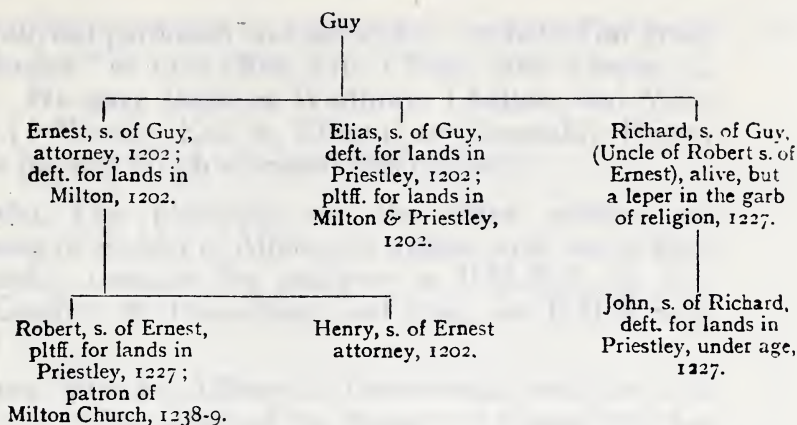 Guy
Ernest, s. of Guy,
attorney, 1202;
deft. for lands in
Milton, 1202.
Elias, s. of Guy,
deft. for lands in
Priestley, 1202;
pltff. for lands in
Milton & Priestley,
1202.
Richard, s. of Guy,
(Uncle of Robert s. of
Ernest), alive, but
a leper in the garb
of religion, 1227.
Robert, s. of Ernest,
pltff. for lands in
Priestley, 1227;
patron of
Milton Church, 1238-9.
Henry, s. of Ernest
attorney, 1202.
John, s. of Richard,
deft. for lands in
Priestley, under age,
1227.